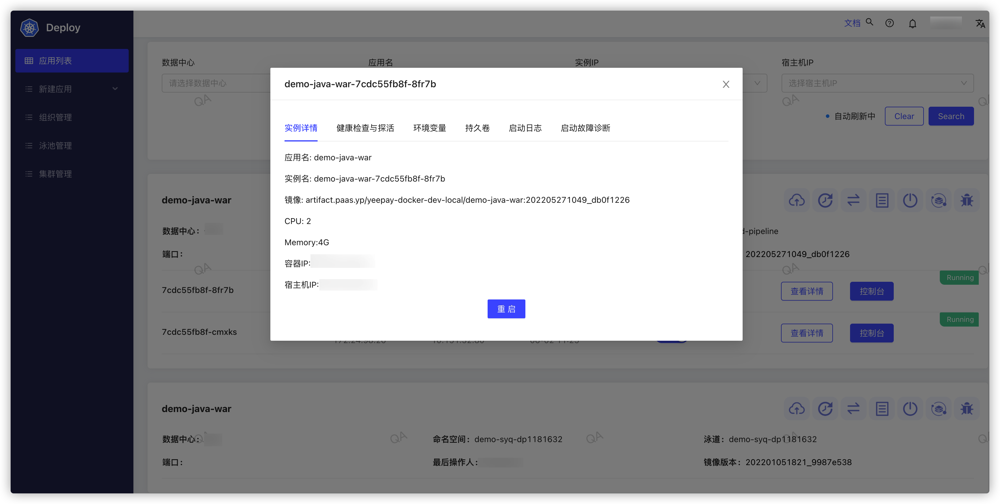 Deploy
文档
应用列表
新建应用
组织管理
泳池管理
集群管理
数据中心 应用名 实例IP 宿主机IP
请选择数据中心 选择宿主机IP
QA QA
自动刷新中 Clear Search
demo-java-war-7cdc55fb8f-8fr7b
实例详情 健康检查与探活 环境变量 持久卷 启动日志 启动故障诊断
应用名: demo-java-war
实例名: demo-java-war-7cdc55fb8f-8fr7b
镜像: artifact.paas.yp/yeepay-docker-dev-local/demo-java-war:202205271049_db0f1226
CPU: 2
Memory:4G
容器IP:
宿主机IP:
重 启
demo-java-war
数据中心： d-pipeline
端口： 202205271049_db0f1226
QA QA
Running
7cdc55fb8f-8fr7b 查看详情 控制台
Running
7cdc55fb8f-cmxks 查看详情 控制台
demo-java-war
QA QA QA QA
数据中心： 命名空间： demo-syq-dp1181632 泳道： demo-syq-dp1181632
端口： 最后操作人： 镜像版本： 202201051821_9987e538